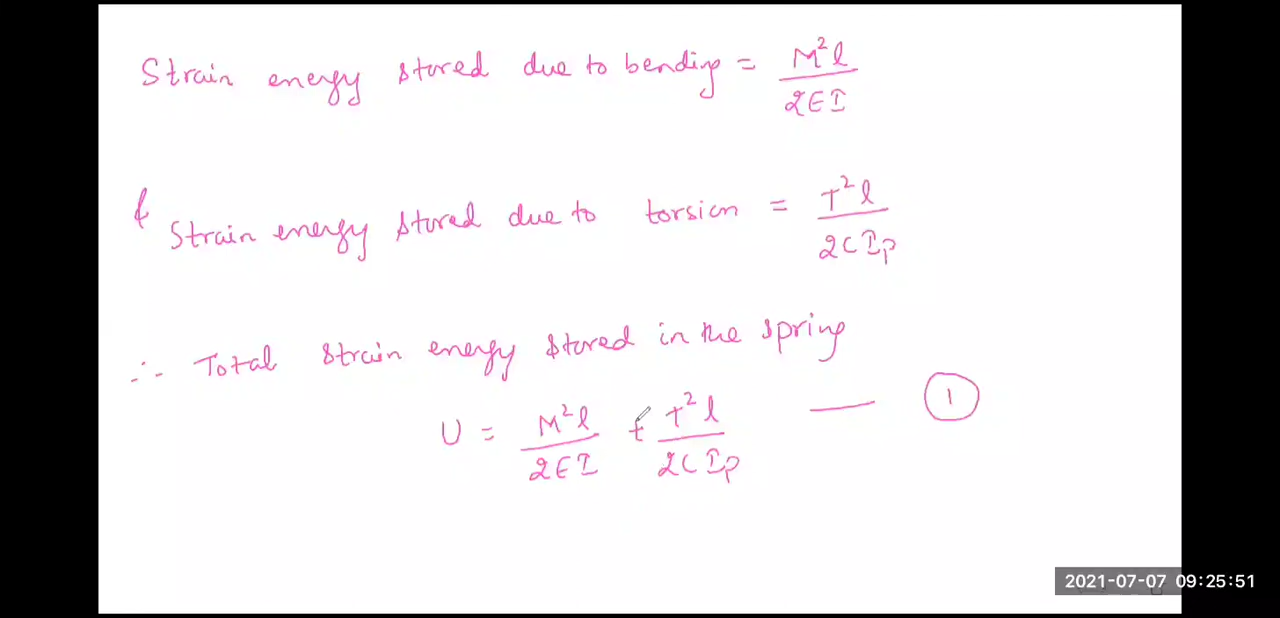 Strain energy stored due to bending = M²l / 2EI
& Strain energy stored due to torsion = T²l / 2CIp
∴ Total strain energy stored in the spring
U = M²l / 2EI + T²l / 2CIp — 1
2021-07-07 09:25:51